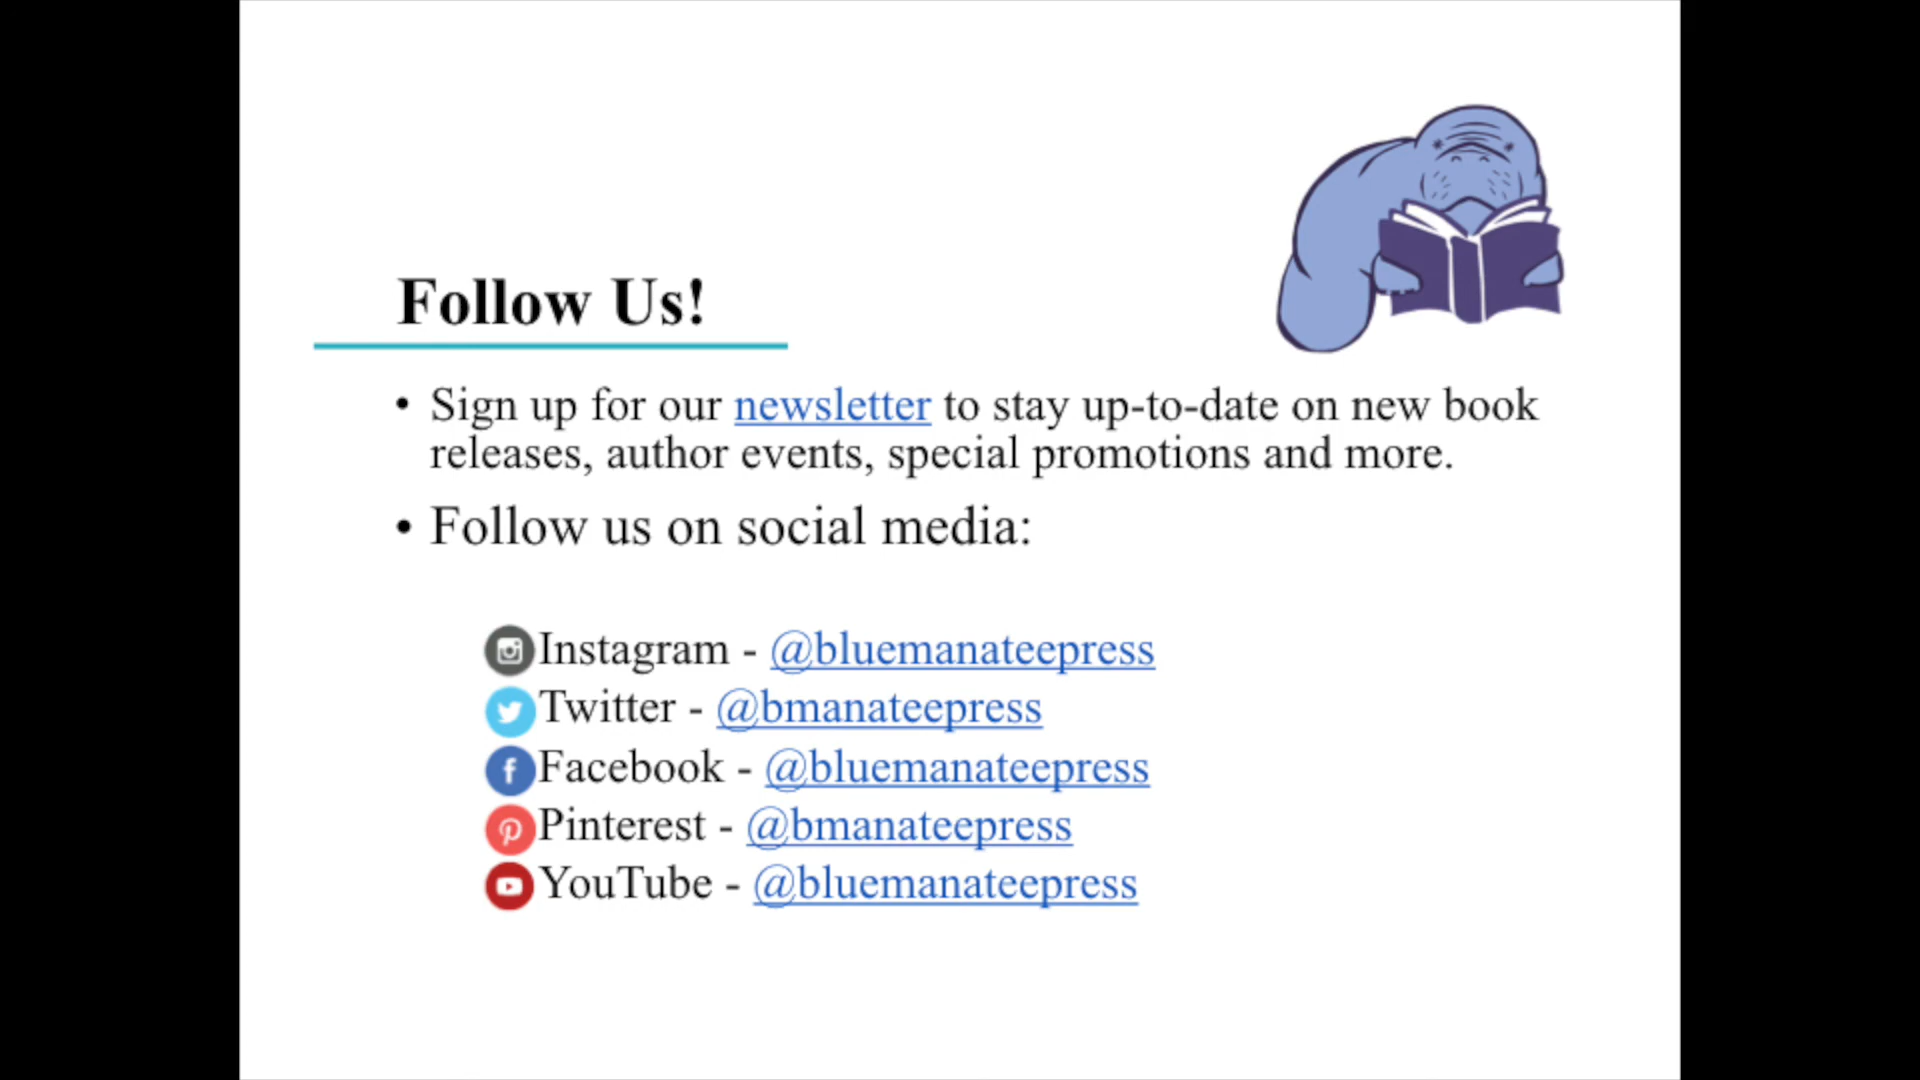 Follow Us!
• Sign up for our newsletter to stay up-to-date on new book
releases, author events, special promotions and more.
• Follow us on social media:
Instagram - @bluemanateepress
Twitter - @bmanateepress
Facebook - @bluemanateepress
Pinterest - @bmanateepress
YouTube - @bluemanateepress